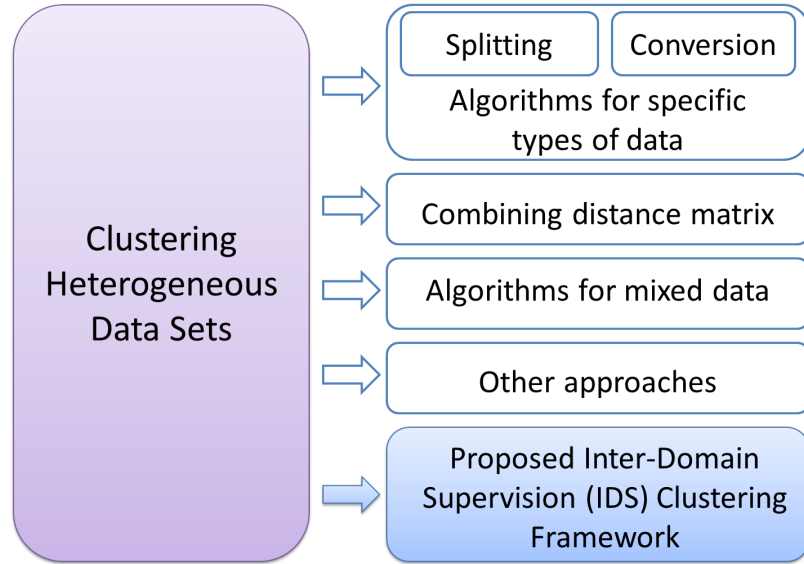 Clustering
Heterogeneous
Data Sets
Splitting
Conversion
Algorithms for specific
types of data
Combining distance matrix
Algorithms for mixed data
Other approaches
Proposed Inter-Domain
Supervision (IDS) Clustering
Framework